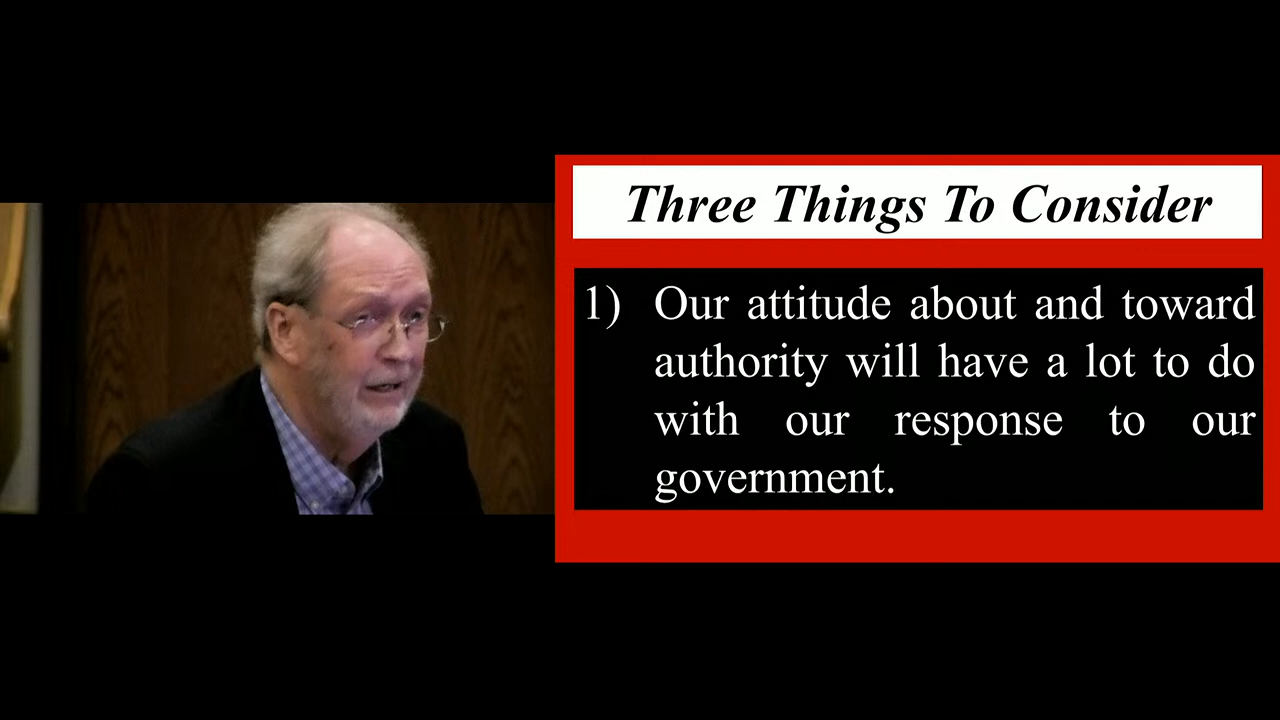 Three Things To Consider
1) Our attitude about and toward
authority will have a lot to do
with our response to our
government.